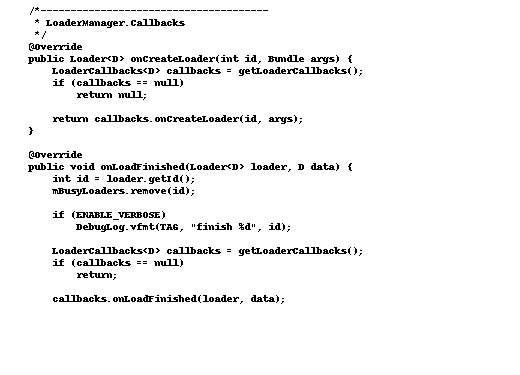 /*--------------------------------------
 * LoaderManager.Callbacks
 */
@Override
public Loader<D> onCreateLoader(int id, Bundle args) {
    LoaderCallbacks<D> callbacks = getLoaderCallbacks();
    if (callbacks == null)
        return null;

    return callbacks.onCreateLoader(id, args);
}

@Override
public void onLoadFinished(Loader<D> loader, D data) {
    int id = loader.getId();
    mBusyLoaders.remove(id);

    if (ENABLE_VERBOSE)
        DebugLog.vfmt(TAG, "finish %d", id);

    LoaderCallbacks<D> callbacks = getLoaderCallbacks();
    if (callbacks == null)
        return;

    callbacks.onLoadFinished(loader, data);